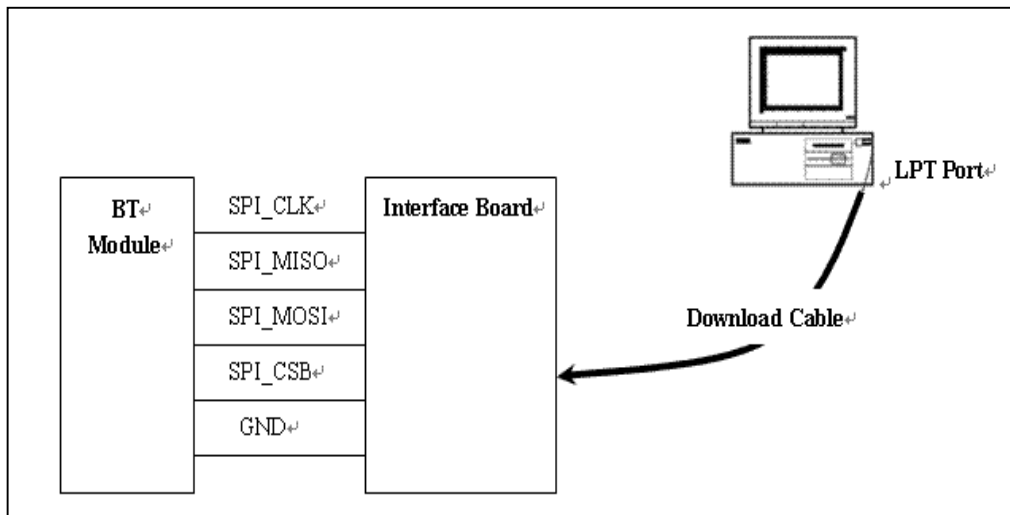 LPT Port
BT
Module
SPI_CLK
SPI_MISO
SPI_MOSI
SPI_CSB
GND
Interface Board
Download Cable